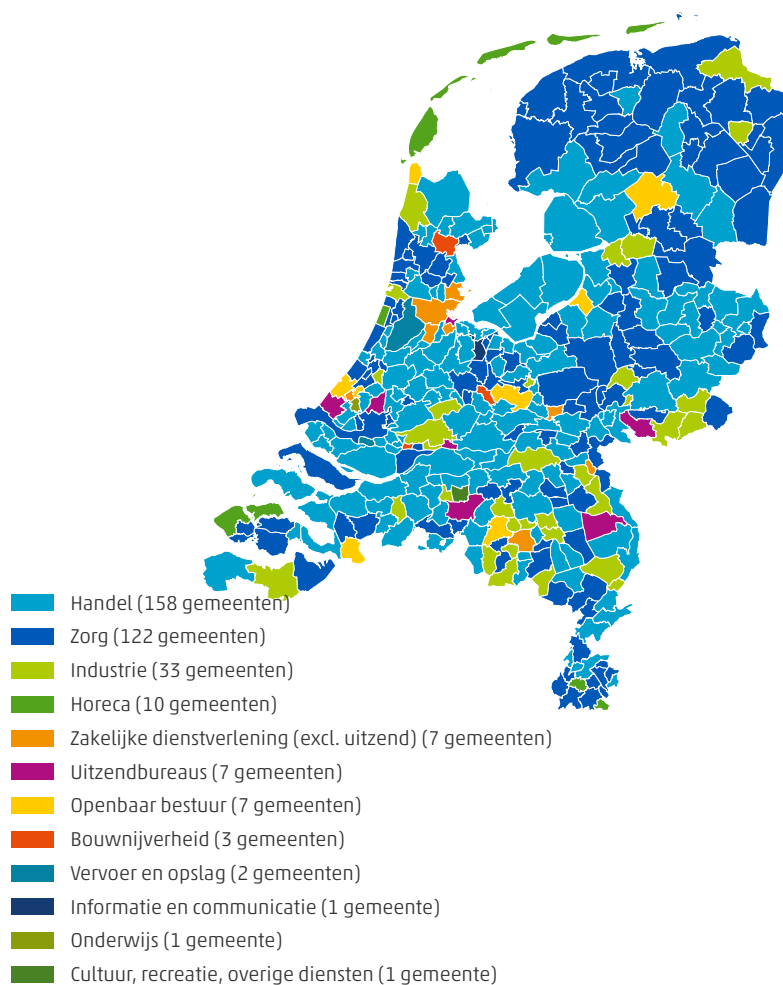 Handel (158 gemeenten)
Zorg (122 gemeenten)
Industrie (33 gemeenten)
Horeca (10 gemeenten)
Zakelijke dienstverlening (excl. uitzend) (7 gemeenten)
Uitzendbureaus (7 gemeenten)
Openbaar bestuur (7 gemeenten)
Bouwnijverheid (3 gemeenten)
Vervoer en opslag (2 gemeenten)
Informatie en communicatie (1 gemeente)
Onderwijs (1 gemeente)
Cultuur, recreatie, overige diensten (1 gemeente)